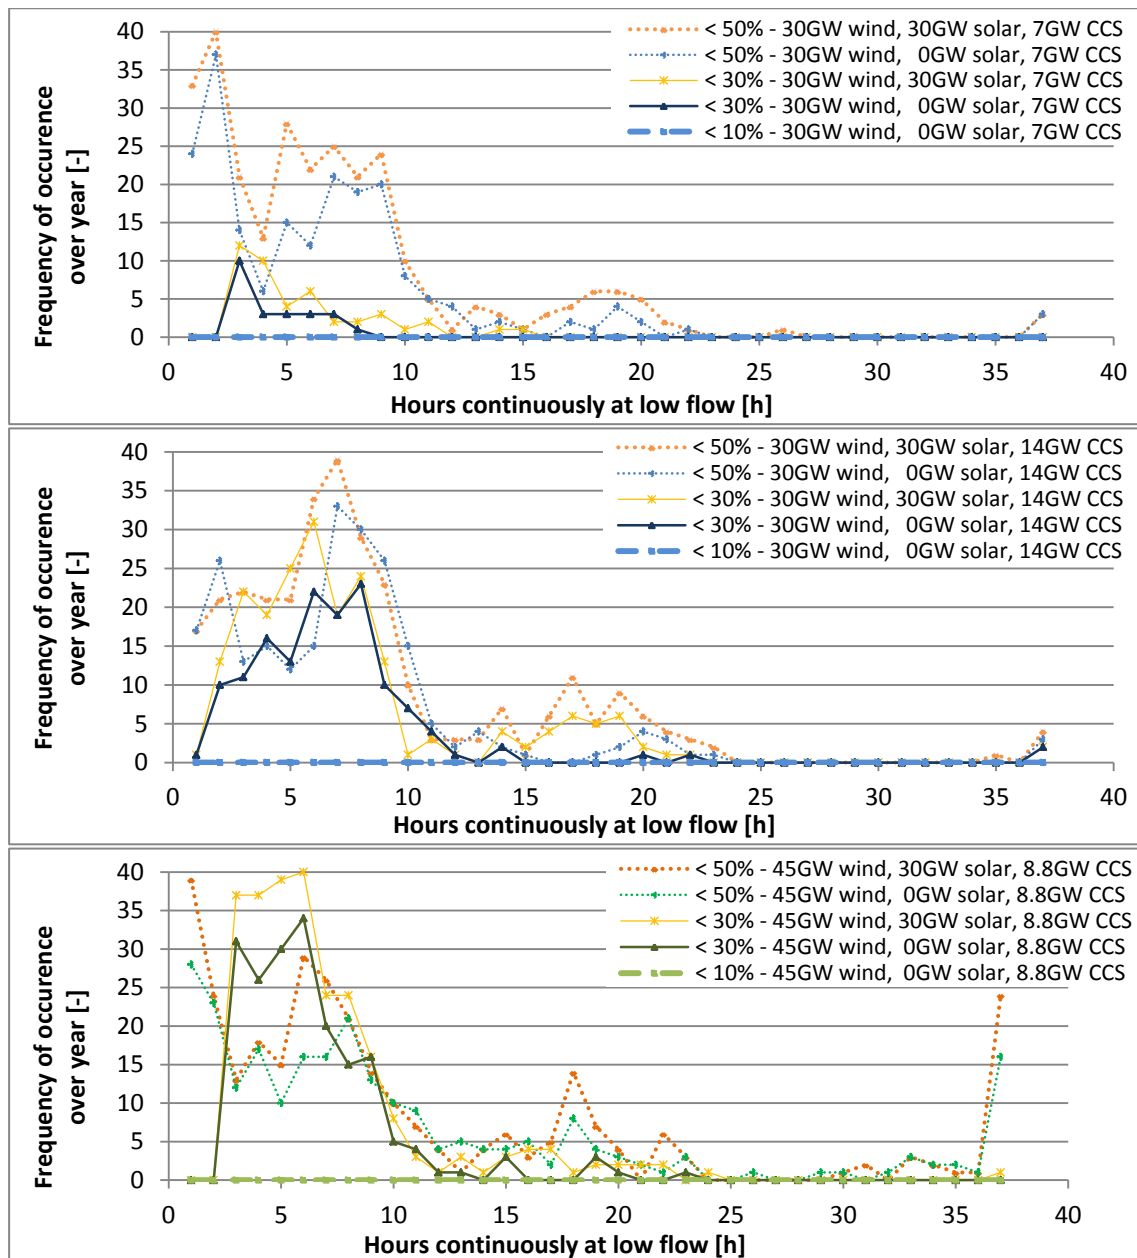 < 50% - 30GW wind, 30GW solar, 7GW CCS
< 50% - 30GW wind,   0GW solar, 7GW CCS
< 30% - 30GW wind, 30GW solar, 7GW CCS
< 30% - 30GW wind,   0GW solar, 7GW CCS
< 10% - 30GW wind,   0GW solar, 7GW CCS
Frequency of occurence
over year [-]
40
35
30
25
20
15
10
5
0
0 5 10 15 20 25 30 35 40
Hours continuously at low flow [h]
< 50% - 30GW wind, 30GW solar, 14GW CCS
< 50% - 30GW wind,   0GW solar, 14GW CCS
< 30% - 30GW wind, 30GW solar, 14GW CCS
< 30% - 30GW wind,   0GW solar, 14GW CCS
< 10% - 30GW wind,   0GW solar, 14GW CCS
Frequency of occurence
over year [-]
40
35
30
25
20
15
10
5
0
0 5 10 15 20 25 30 35 40
Hours continuously at low flow [h]
< 50% - 45GW wind, 30GW solar, 8.8GW CCS
< 50% - 45GW wind,   0GW solar, 8.8GW CCS
< 30% - 45GW wind, 30GW solar, 8.8GW CCS
< 30% - 45GW wind,   0GW solar, 8.8GW CCS
< 10% - 45GW wind,   0GW solar, 8.8GW CCS
Frequency of occurence
over year [-]
40
35
30
25
20
15
10
5
0
0 5 10 15 20 25 30 35 40
Hours continuously at low flow [h]